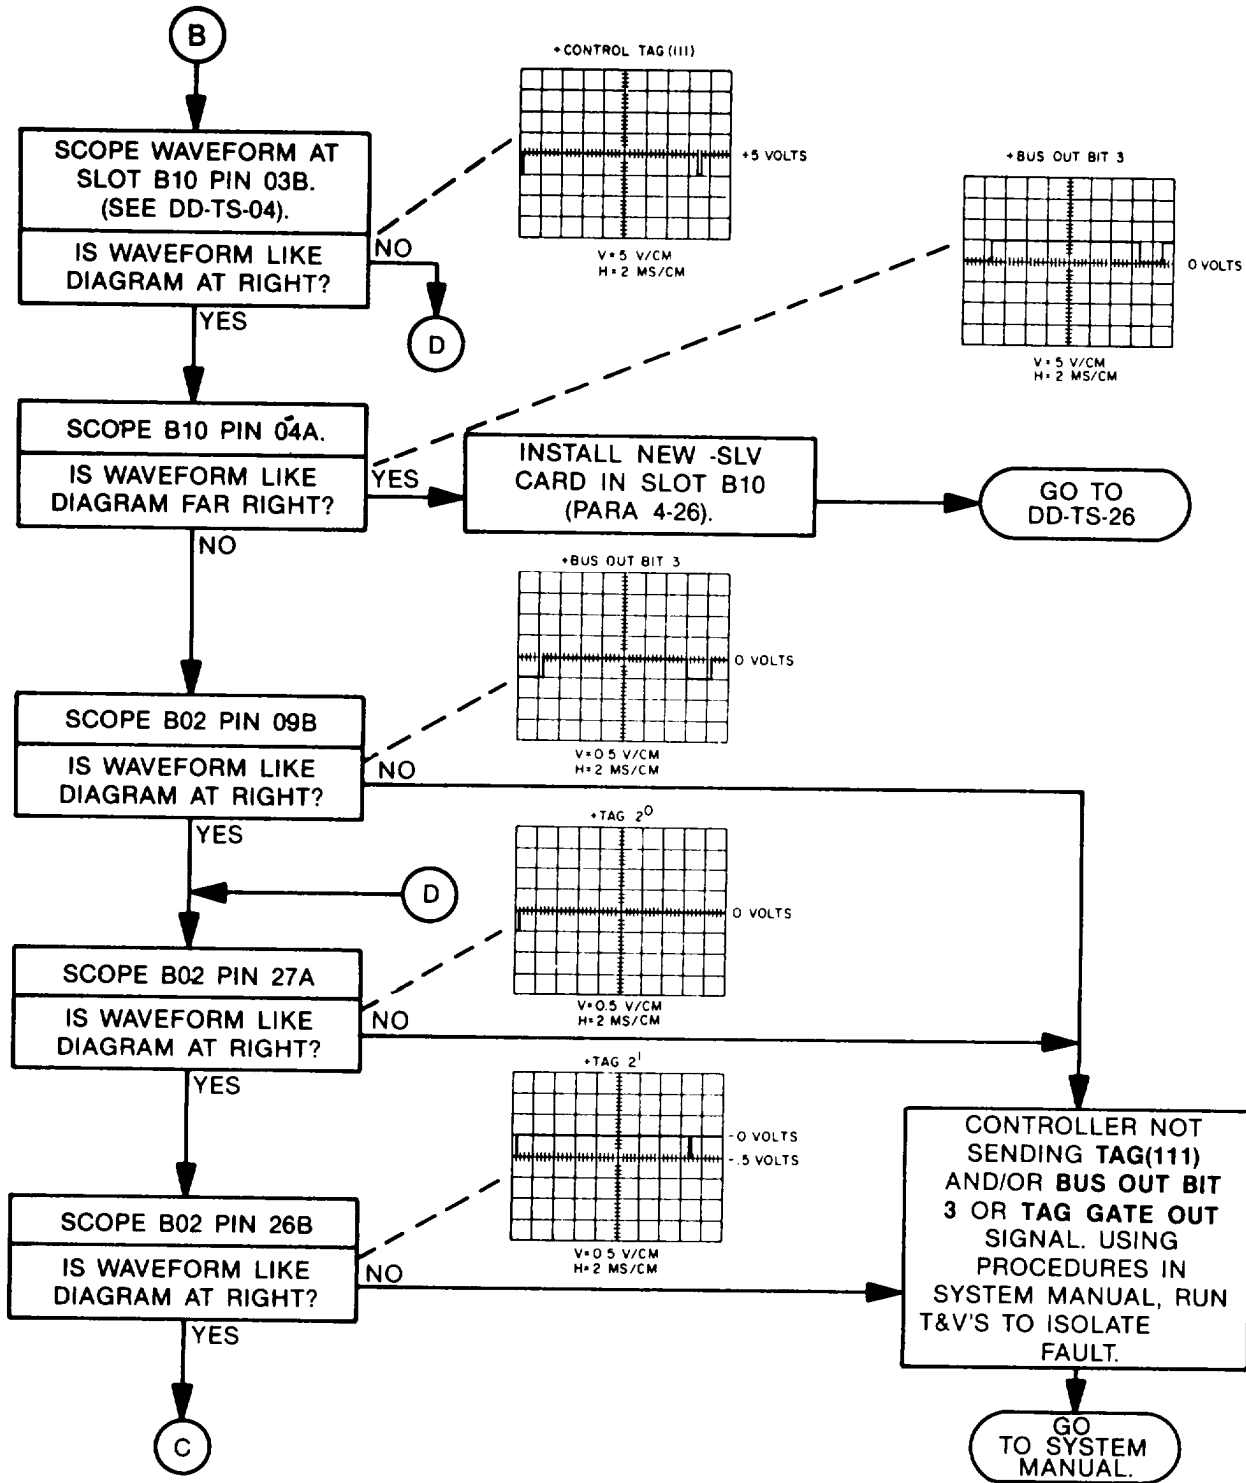 B
+CONTROL TAG (III)
+5 VOLTS
V=5 V/CM
H=2 MS/CM
SCOPE WAVEFORM AT
SLOT B10 PIN 03B.
(SEE DD-TS-04).
IS WAVEFORM LIKE
DIAGRAM AT RIGHT?
NO
D
YES
+BUS OUT BIT 3
0 VOLTS
V=5 V/CM
H=2 MS/CM
SCOPE B10 PIN 04A.
IS WAVEFORM LIKE
DIAGRAM FAR RIGHT?
YES
INSTALL NEW -SLV
CARD IN SLOT B10
(PARA 4-26).
GO TO
DD-TS-26
NO
+BUS OUT BIT 3
0 VOLTS
V=0.5 V/CM
H=2 MS/CM
SCOPE B02 PIN 09B
IS WAVEFORM LIKE
DIAGRAM AT RIGHT?
NO
YES
+TAG 2⁰
0 VOLTS
V=0.5 V/CM
H=2 MS/CM
D
SCOPE B02 PIN 27A
IS WAVEFORM LIKE
DIAGRAM AT RIGHT?
NO
YES
+TAG 2¹
-0 VOLTS
-.5 VOLTS
V=0.5 V/CM
H=2 MS/CM
SCOPE B02 PIN 26B
IS WAVEFORM LIKE
DIAGRAM AT RIGHT?
NO
YES
C
CONTROLLER NOT
SENDING TAG(111)
AND/OR BUS OUT BIT
3 OR TAG GATE OUT
SIGNAL. USING
PROCEDURES IN
SYSTEM MANUAL, RUN
T&V'S TO ISOLATE
FAULT.
GO
TO SYSTEM
MANUAL.